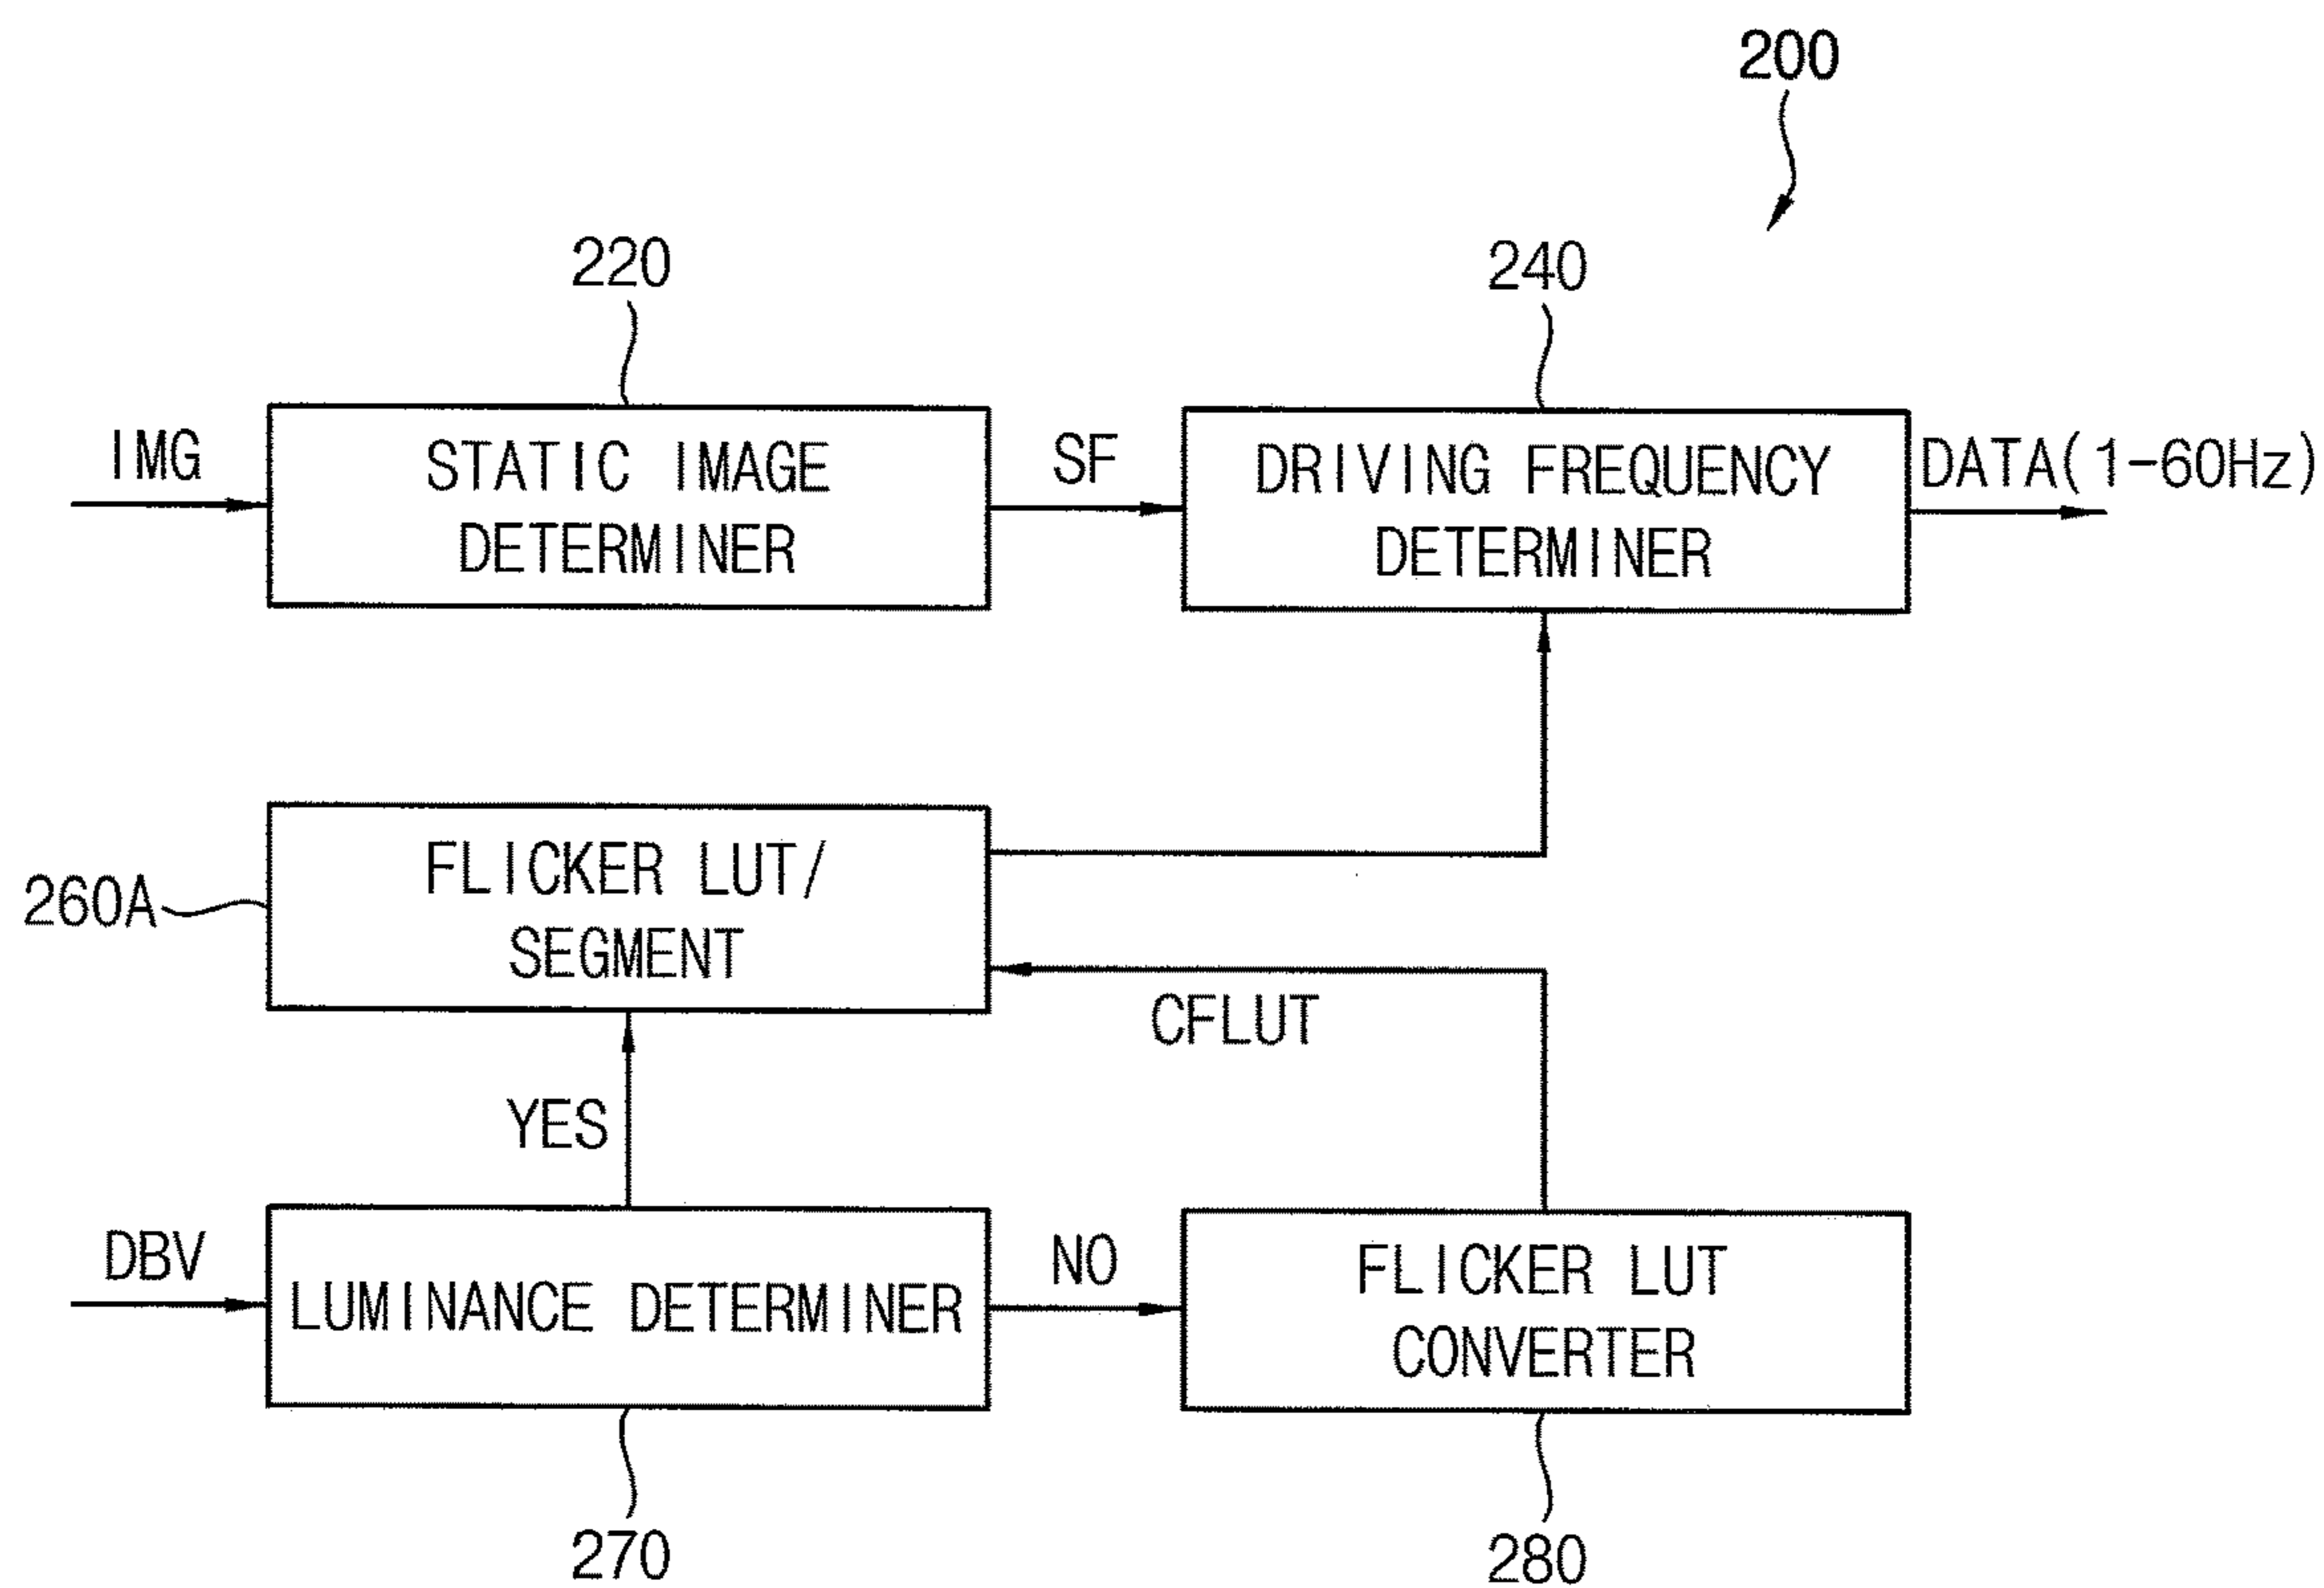 200
220
240
IMG
STATIC IMAGE
DETERMINER
SF
DRIVING FREQUENCY
DETERMINER
DATA(1-60Hz)
260A
FLICKER LUT/
SEGMENT
CFLUT
YES
DBV
LUMINANCE DETERMINER
NO
FLICKER LUT
CONVERTER
270
280